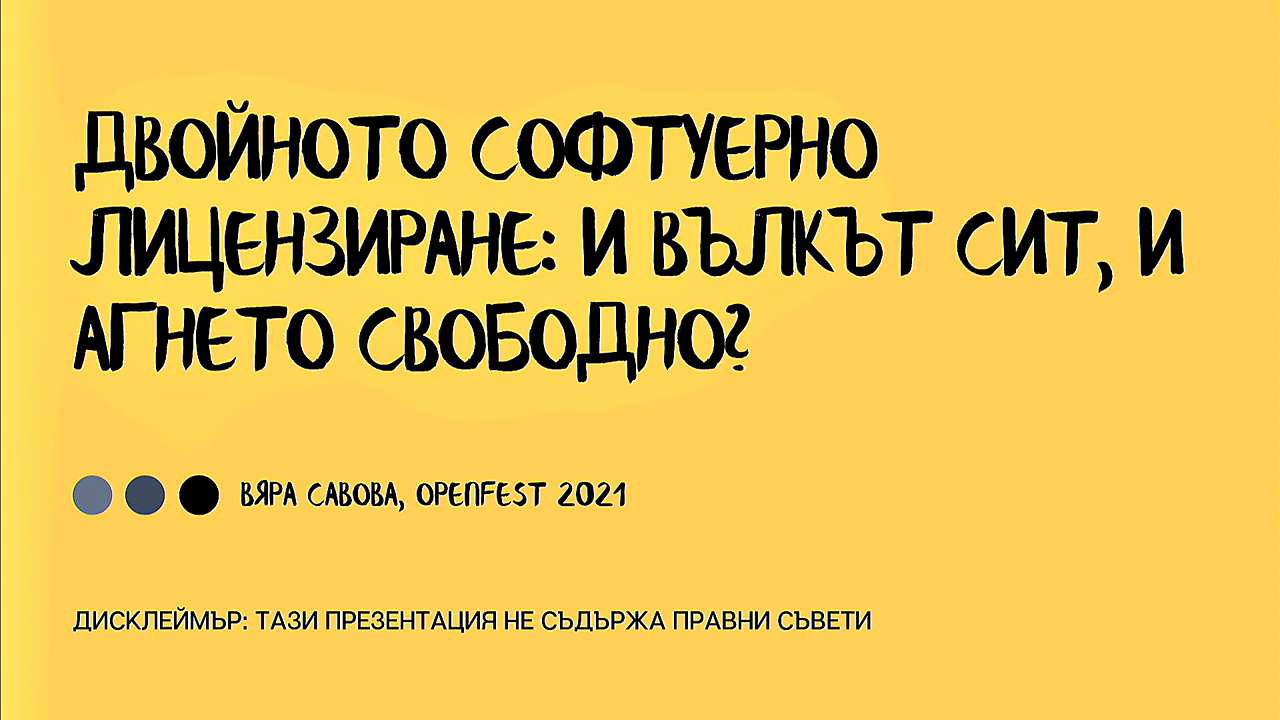 ДВОЙНОТО СОФТУЕРНО
ЛИЦЕНЗИРАНЕ: И ВЪЛКЪТ СИТ, И
АГНЕТО СВОБОДНО?
ВЯРА САВОВА, OPENFEST 2021
ДИСКЛЕЙМЪР: ТАЗИ ПРЕЗЕНТАЦИЯ НЕ СЪДЪРЖА ПРАВНИ СЪВЕТИ